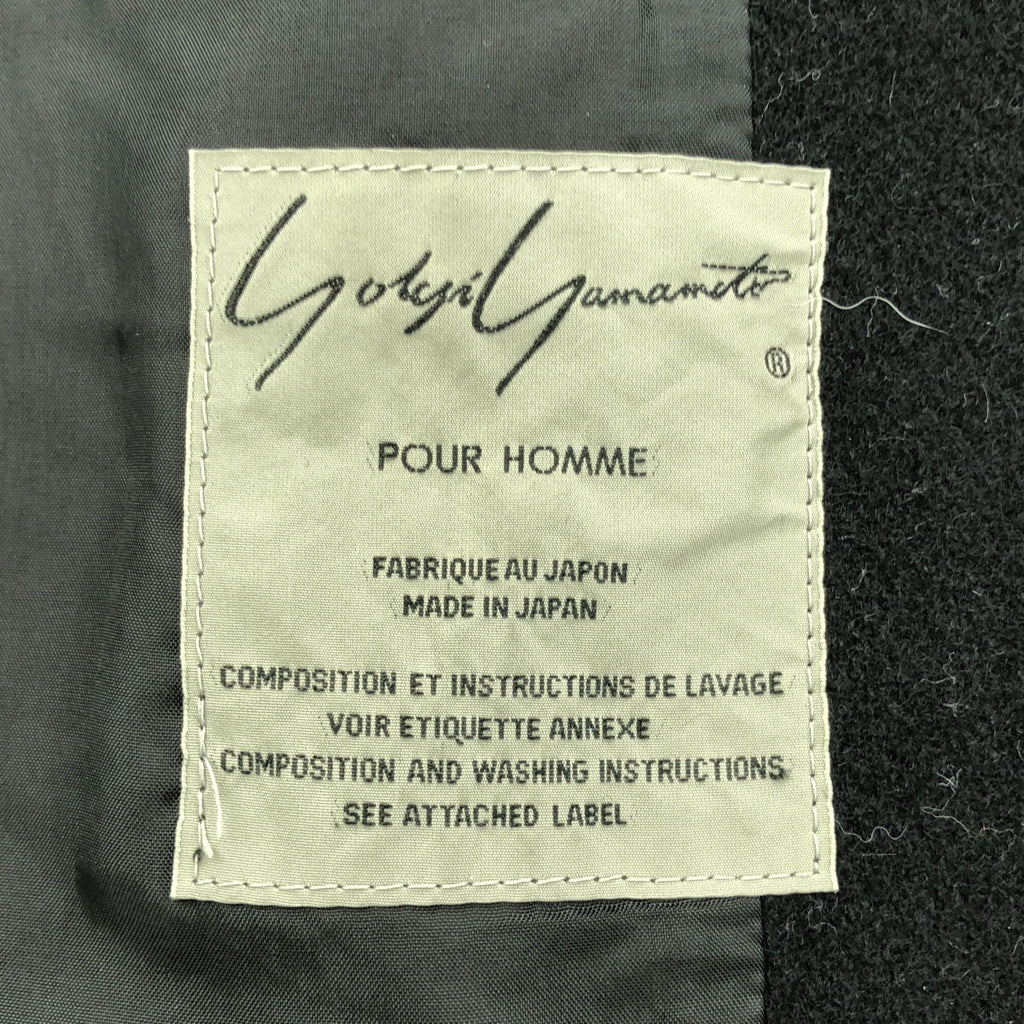 Yohji Yamamoto
®
POUR HOMME
FABRIQUE AU JAPON
MADE IN JAPAN
COMPOSITION ET INSTRUCTIONS DE LAVAGE
VOIR ETIQUETTE ANNEXE
COMPOSITION AND WASHING INSTRUCTIONS
SEE ATTACHED LABEL